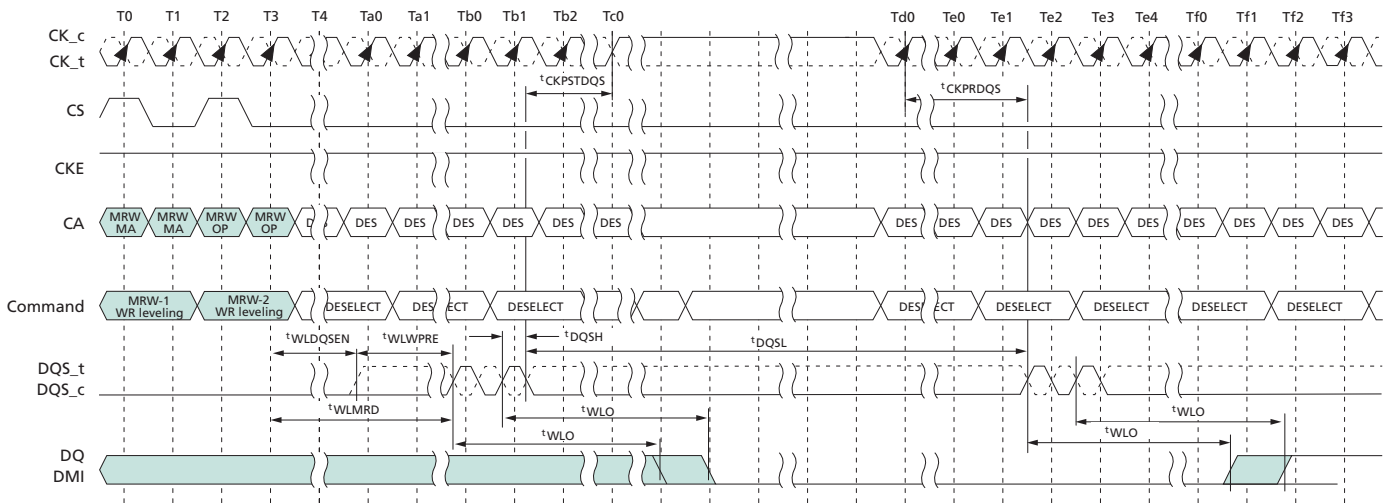 T0 T1 T2 T3 T4 Ta0 Ta1 Tb0 Tb1 Tb2 Tc0 Td0 Te0 Te1 Te2 Te3 Te4 Tf0 Tf1 Tf2 Tf3
CK_c
CK_t
tCKPSTDQS
tCKPRDQS
CS
CKE
CA
MRW MA
MRW MA
MRW OP
MRW OP
DES DES DES DES DES DES DES DES DES DES DES DES DES DES DES DES DES
Command
MRW-1
WR leveling
MRW-2
WR leveling
DESELECT DESELECT DESELECT DESELECT DESELECT DESELECT DESELECT DESELECT
tWLDQSEN
tWLWPRE
tDQSH
tDQSL
DQS_t
DQS_c
tWLMRD
tWLO
tWLO
tWLO
tWLO
DQ
DMI